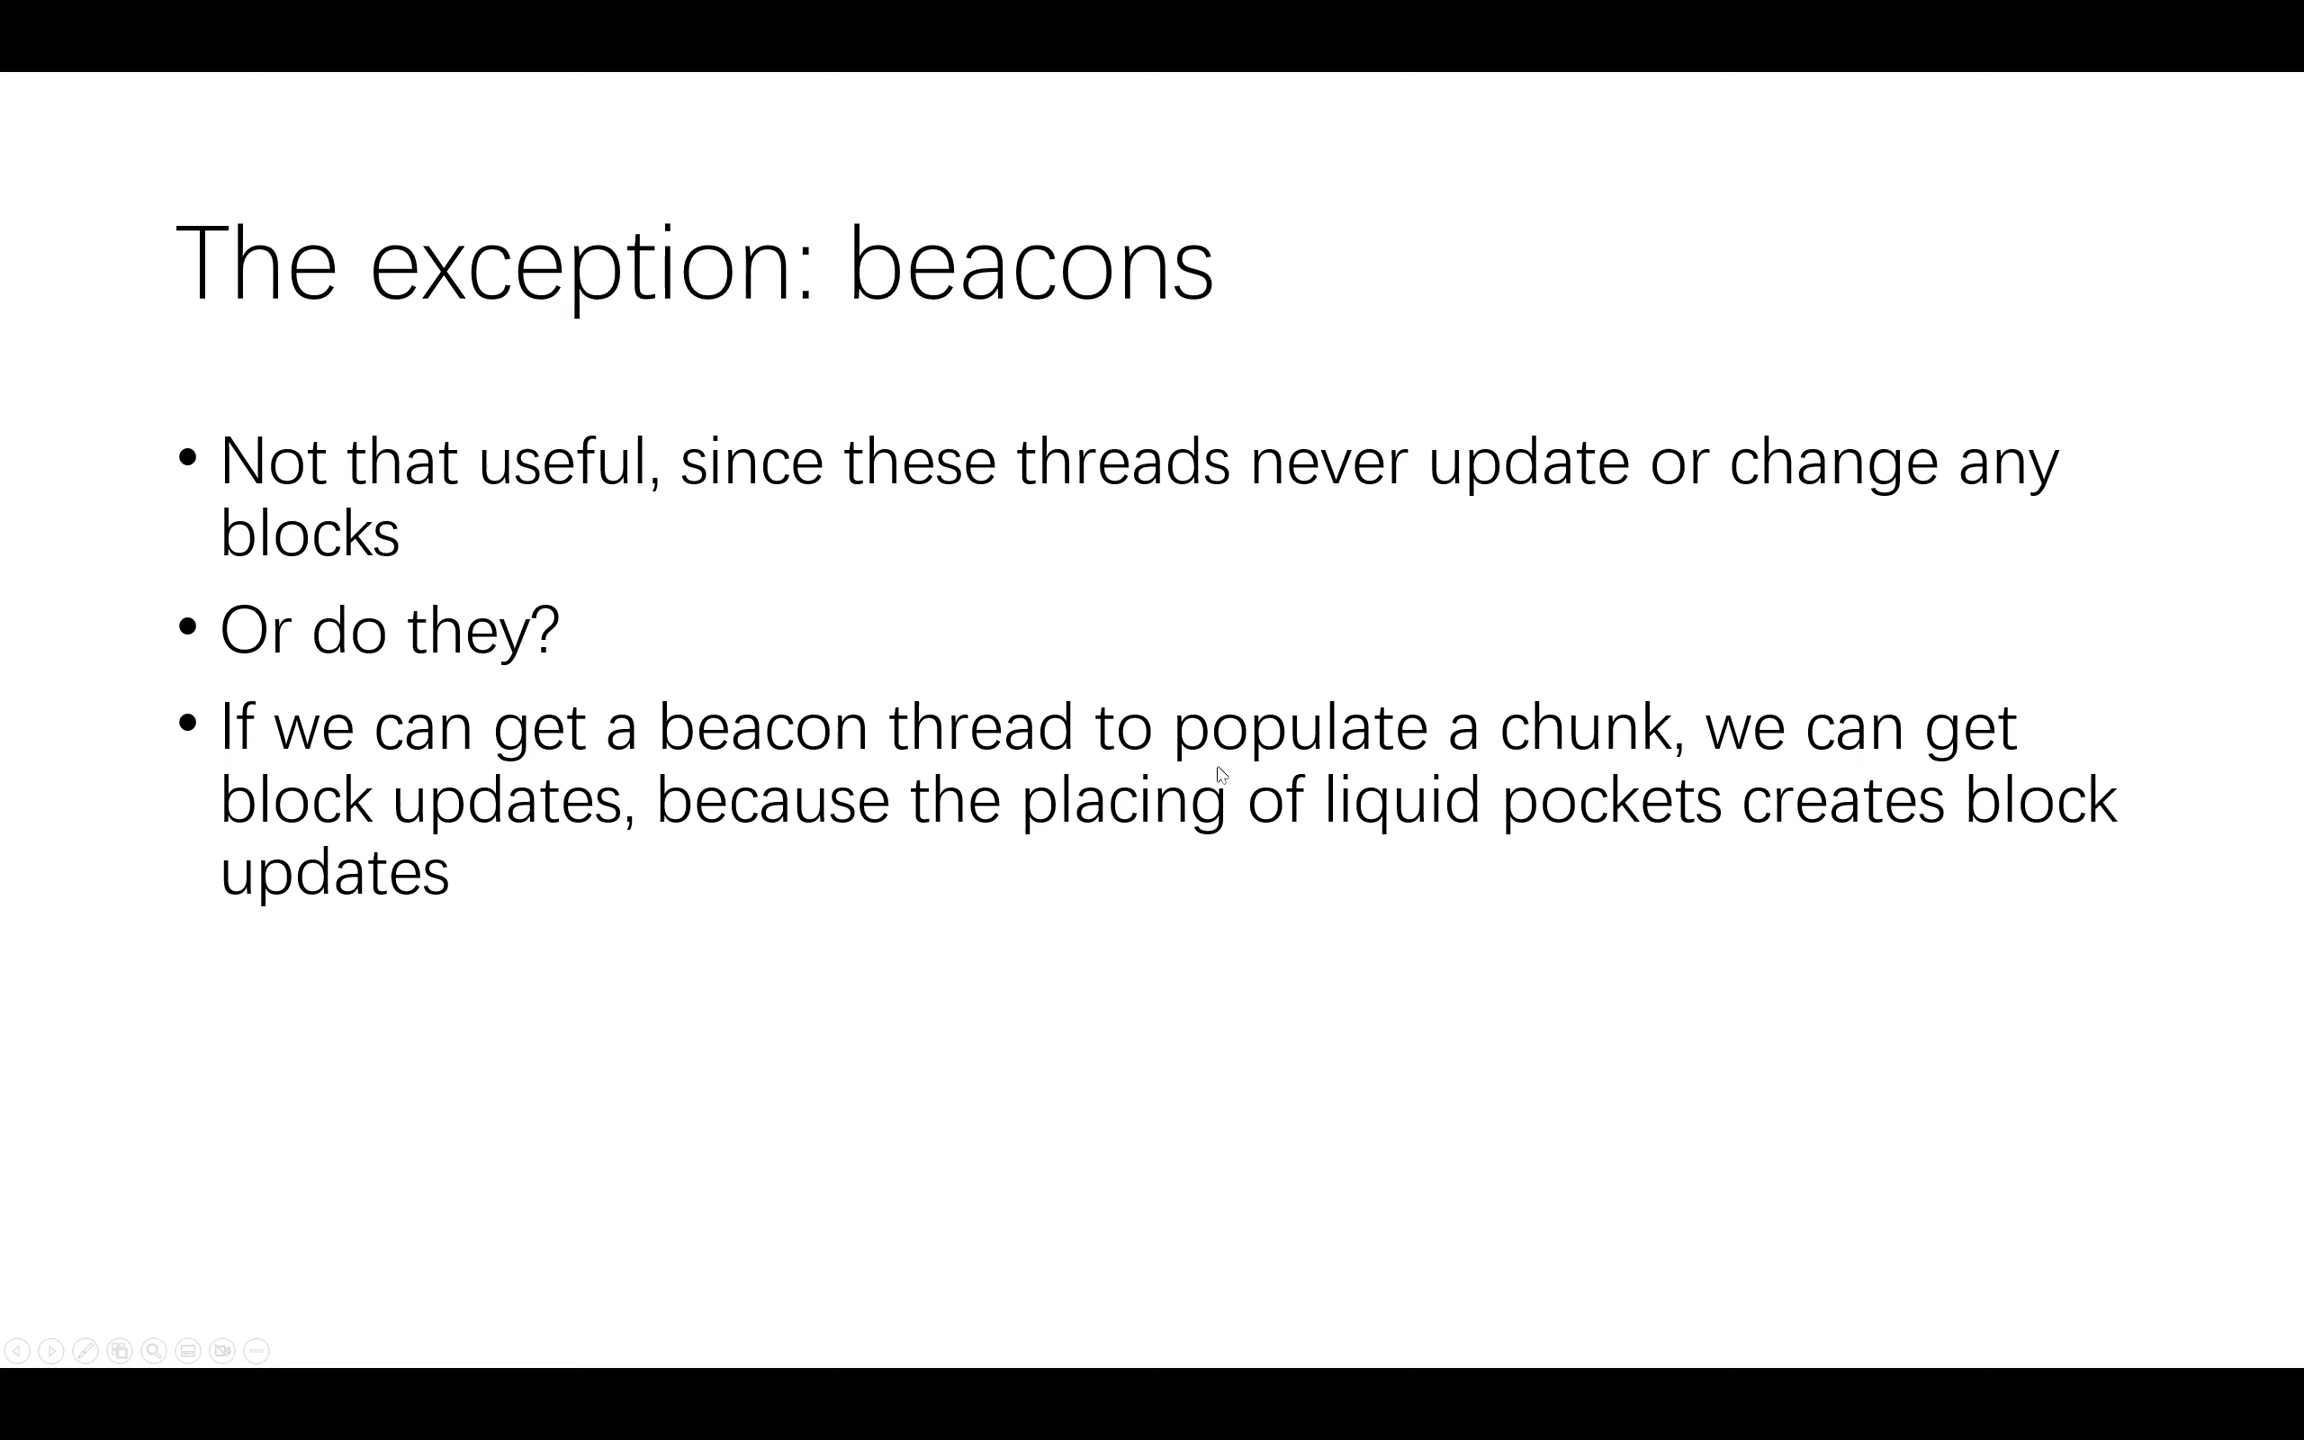 The exception: beacons
• Not that useful, since these threads never update or change any
blocks
• Or do they?
• If we can get a beacon thread to populate a chunk, we can get
block updates, because the placing of liquid pockets creates block
updates